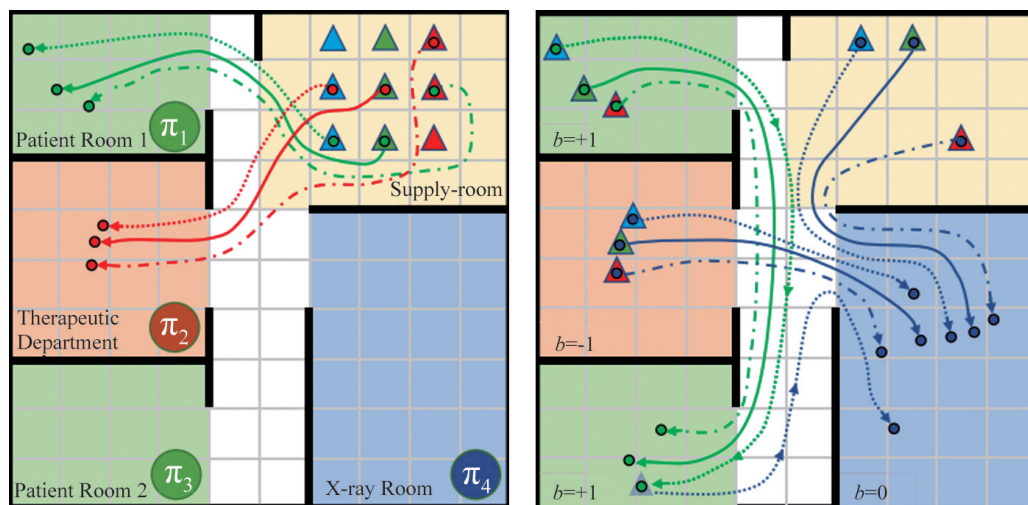 Patient Room 1
π1
Supply-room
Therapeutic
Department
π2
Patient Room 2
π3
X-ray Room
π4
b=+1
b=-1
b=+1
b=0